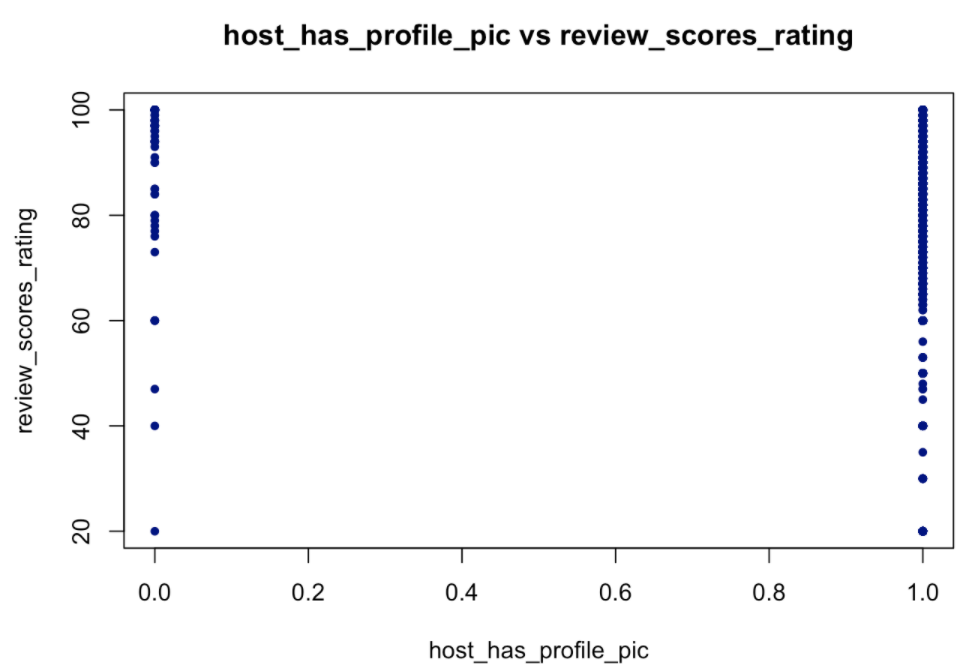 host_has_profile_pic vs review_scores_rating
100
80
60
40
20
review_scores_rating
0.0 0.2 0.4 0.6 0.8 1.0
host_has_profile_pic